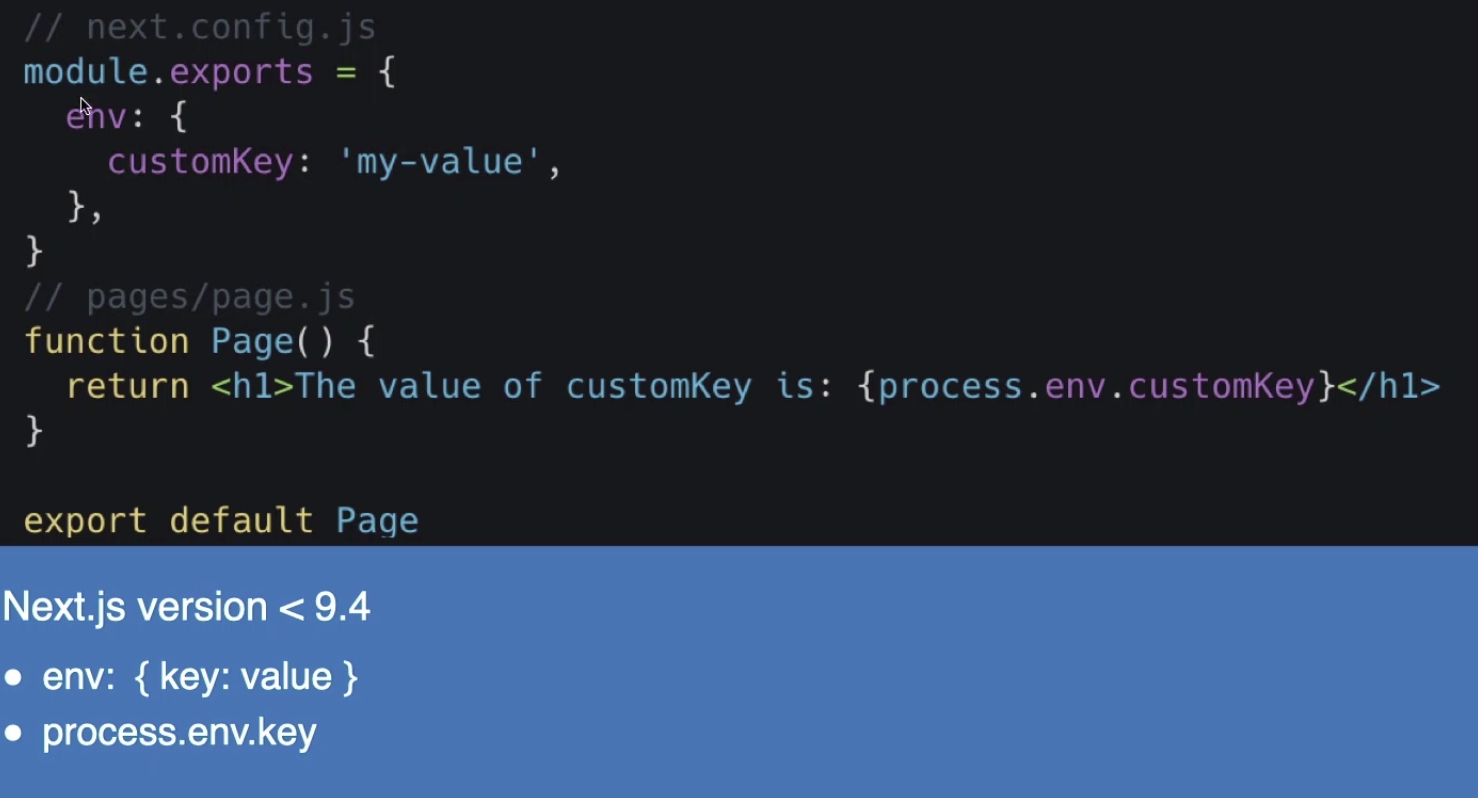 // next.config.js
module.exports = {
  env: {
    customKey: 'my-value',
  },
}
// pages/page.js
function Page() {
  return <h1>The value of customKey is: {process.env.customKey}</h1>
}

export default Page
Next.js version < 9.4
• env: { key: value }
• process.env.key